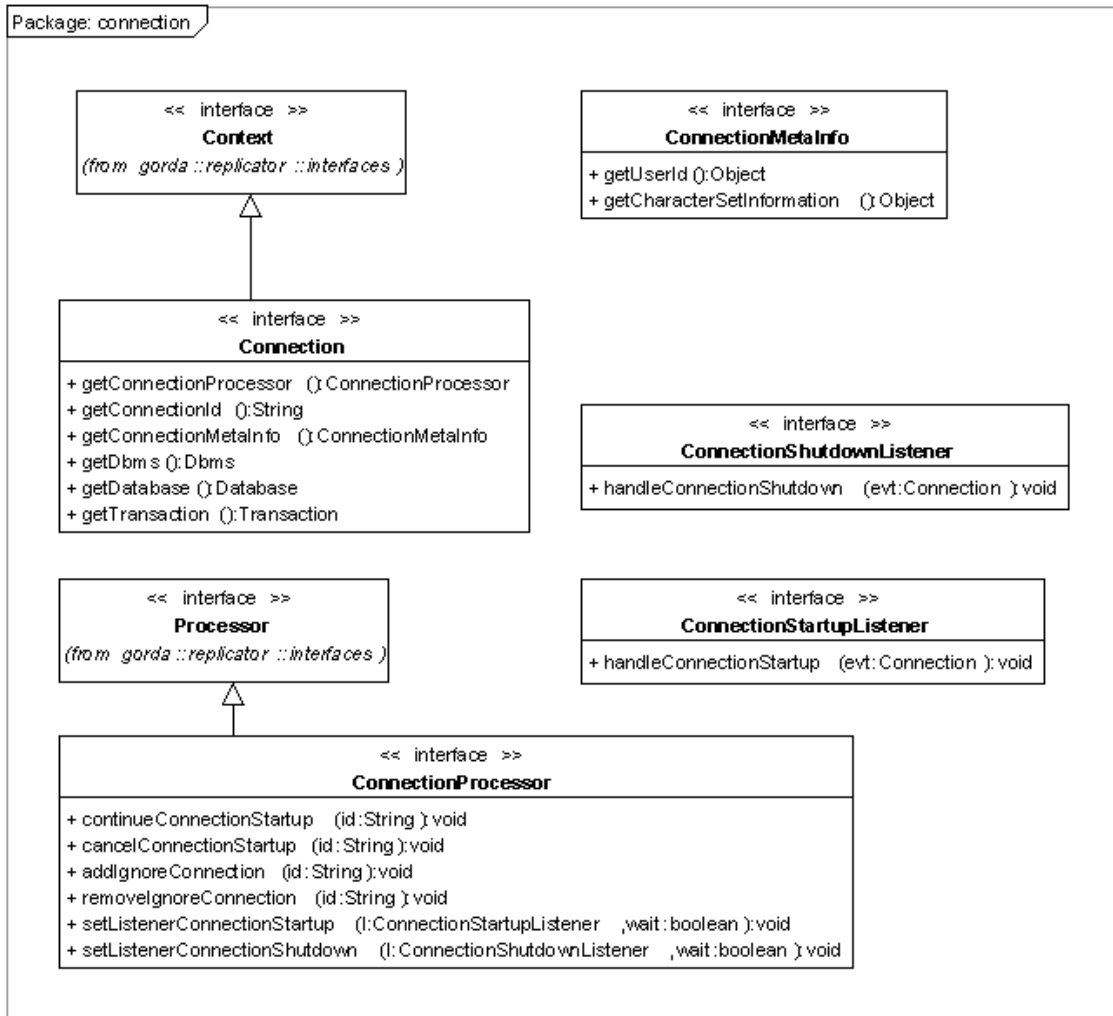 Package: connection
<< interface >>
Context
(from gorda::replicator::interfaces)
<< interface >>
ConnectionMetaInfo
+ getUserId ():Object
+ getCharacterSetInformation ():Object
<< interface >>
Connection
+ getConnectionProcessor ():ConnectionProcessor
+ getConnectionId ():String
+ getConnectionMetaInfo ():ConnectionMetaInfo
+ getDbms ():Dbms
+ getDatabase ():Database
+ getTransaction ():Transaction
<< interface >>
ConnectionShutdownListener
+ handleConnectionShutdown (evt:Connection ):void
<< interface >>
Processor
(from gorda::replicator::interfaces)
<< interface >>
ConnectionStartupListener
+ handleConnectionStartup (evt:Connection ):void
<< interface >>
ConnectionProcessor
+ continueConnectionStartup (id:String ):void
+ cancelConnectionStartup (id:String ):void
+ addIgnoreConnection (id:String ):void
+ removeIgnoreConnection (id:String ):void
+ setListenerConnectionStartup (l:ConnectionStartupListener ,wait:boolean ):void
+ setListenerConnectionShutdown (l:ConnectionShutdownListener ,wait:boolean ):void